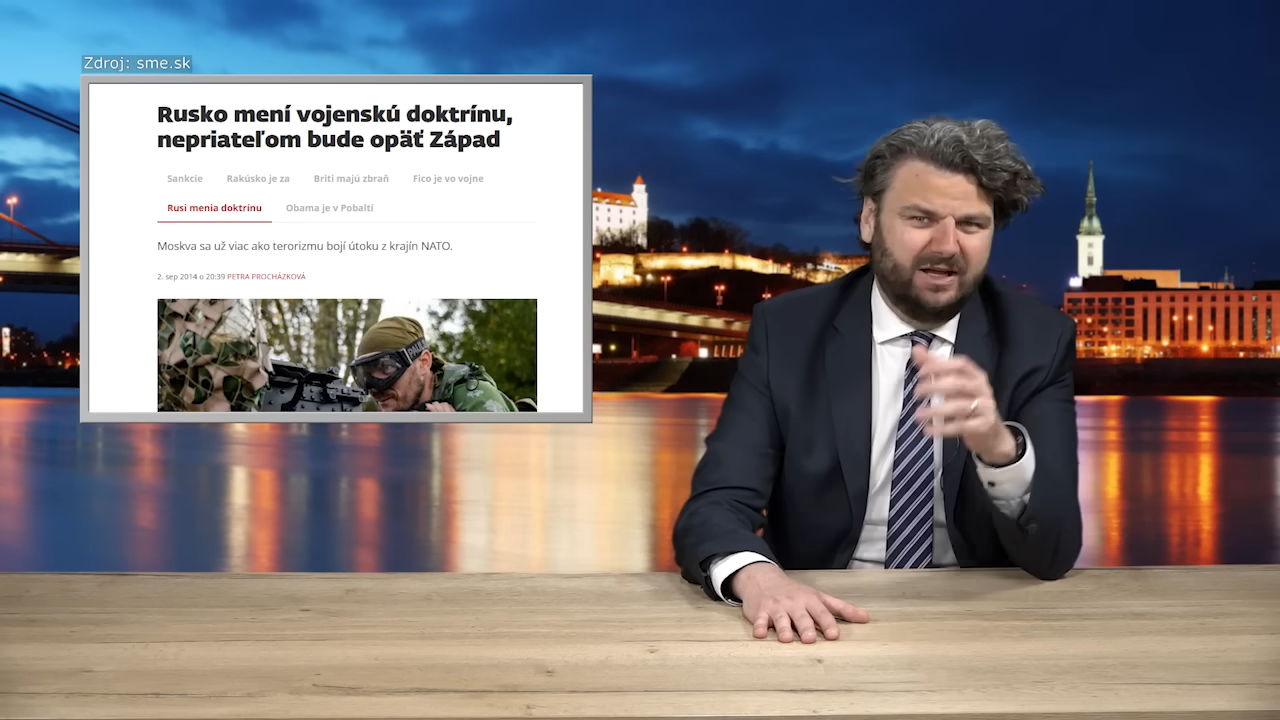 Zdroj: sme.sk
Rusko mení vojenskú doktrínu,
nepriateľom bude opäť Západ
Sankcie Rakúsko je za Briti majú zbraň Fico je vo vojne
Rusi menia doktrínu Obama je v Pobaltí
Moskva sa už viac ako terorizmu bojí útoku z krajín NATO.
2. sep 2014 o 20:39 PETRA PROCHÁZKOVÁ